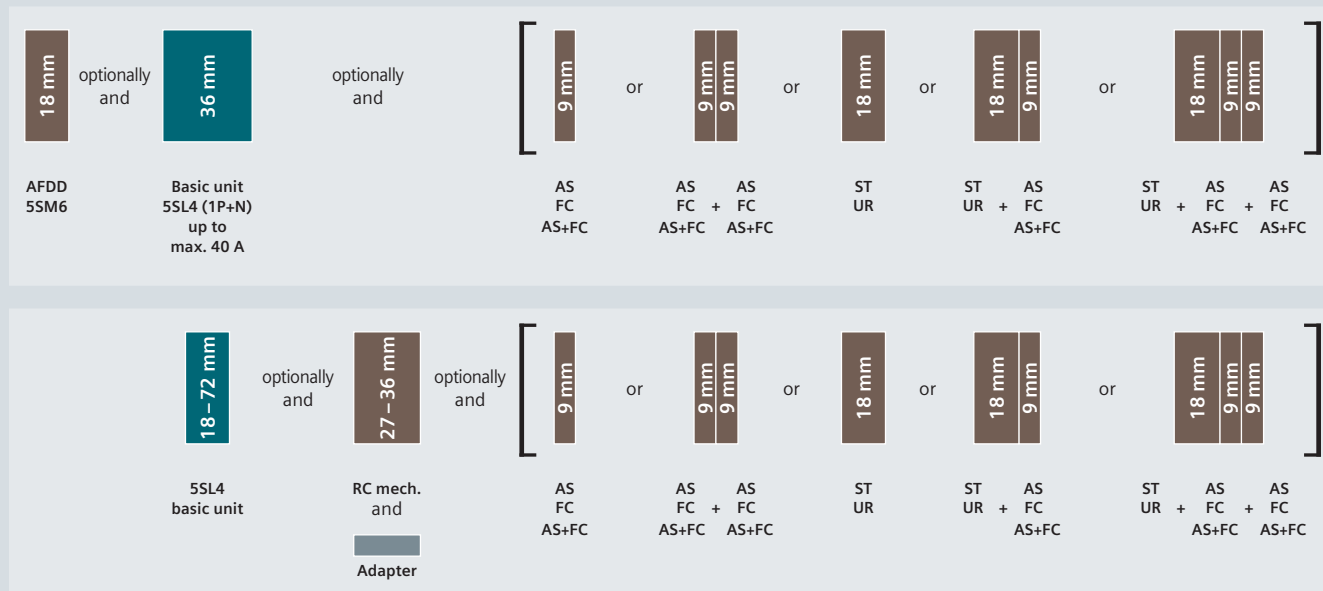 18 mm
optionally
and
36 mm
optionally
and
9 mm
or
9 mm
9 mm
or
18 mm
or
18 mm
9 mm
or
18 mm
9 mm
9 mm
AFDD
5SM6
Basic unit
5SL4 (1P+N)
up to
max. 40 A
AS
FC
AS+FC
AS AS
FC + FC
AS+FC AS+FC
ST
UR
ST AS
UR + FC
AS+FC
ST AS AS
UR + FC + FC
AS+FC AS+FC
18–72 mm
optionally
and
27–36 mm
optionally
and
9 mm
or
9 mm
9 mm
or
18 mm
or
18 mm
9 mm
or
18 mm
9 mm
9 mm
5SL4
basic unit
RC mech.
and
Adapter
AS
FC
AS+FC
AS AS
FC + FC
AS+FC AS+FC
ST
UR
ST AS
UR + FC
AS+FC
ST AS AS
UR + FC + FC
AS+FC AS+FC